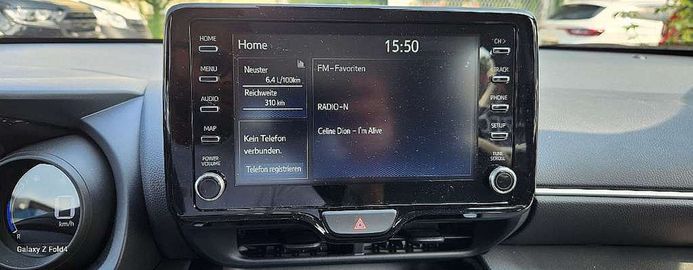 HOME
MENU
AUDIO
MAP
POWER
VOLUME
Home
15:50
Neuster
6.4 L/100km
Reichweite
310 km
Kein Telefon
verbunden.
Telefon registrieren
FM-Favoriten
RADIO-N
Celine Dion - I'm Alive
CH >
TRACK
PHONE
SETUP
TUNE
SCROLL
km/h
R
Galaxy Z Fold4